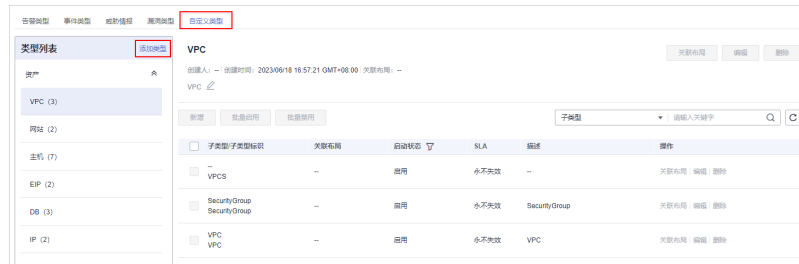 告警类型 事件类型 威胁情报 漏洞类型 自定义类型
类型列表 添加类型
资产
VPC (3)
网站 (2)
主机 (7)
EIP (2)
DB (3)
IP (2)
VPC
关联布局 编辑 删除
创建人: -- 创建时间: 2023/06/18 16:57:21 GMT+08:00 关联布局: --
VPC
新增 批量启用 批量禁用 子类型 请输入关键字
子类型/子类型标识 关联布局 启动状态 SLA 描述 操作
--
VPCS -- 启用 永不失效 -- 关联布局 编辑 删除
SecurityGroup
SecurityGroup -- 启用 永不失效 SecurityGroup 关联布局 编辑 删除
VPC
VPC -- 启用 永不失效 VPC 关联布局 编辑 删除